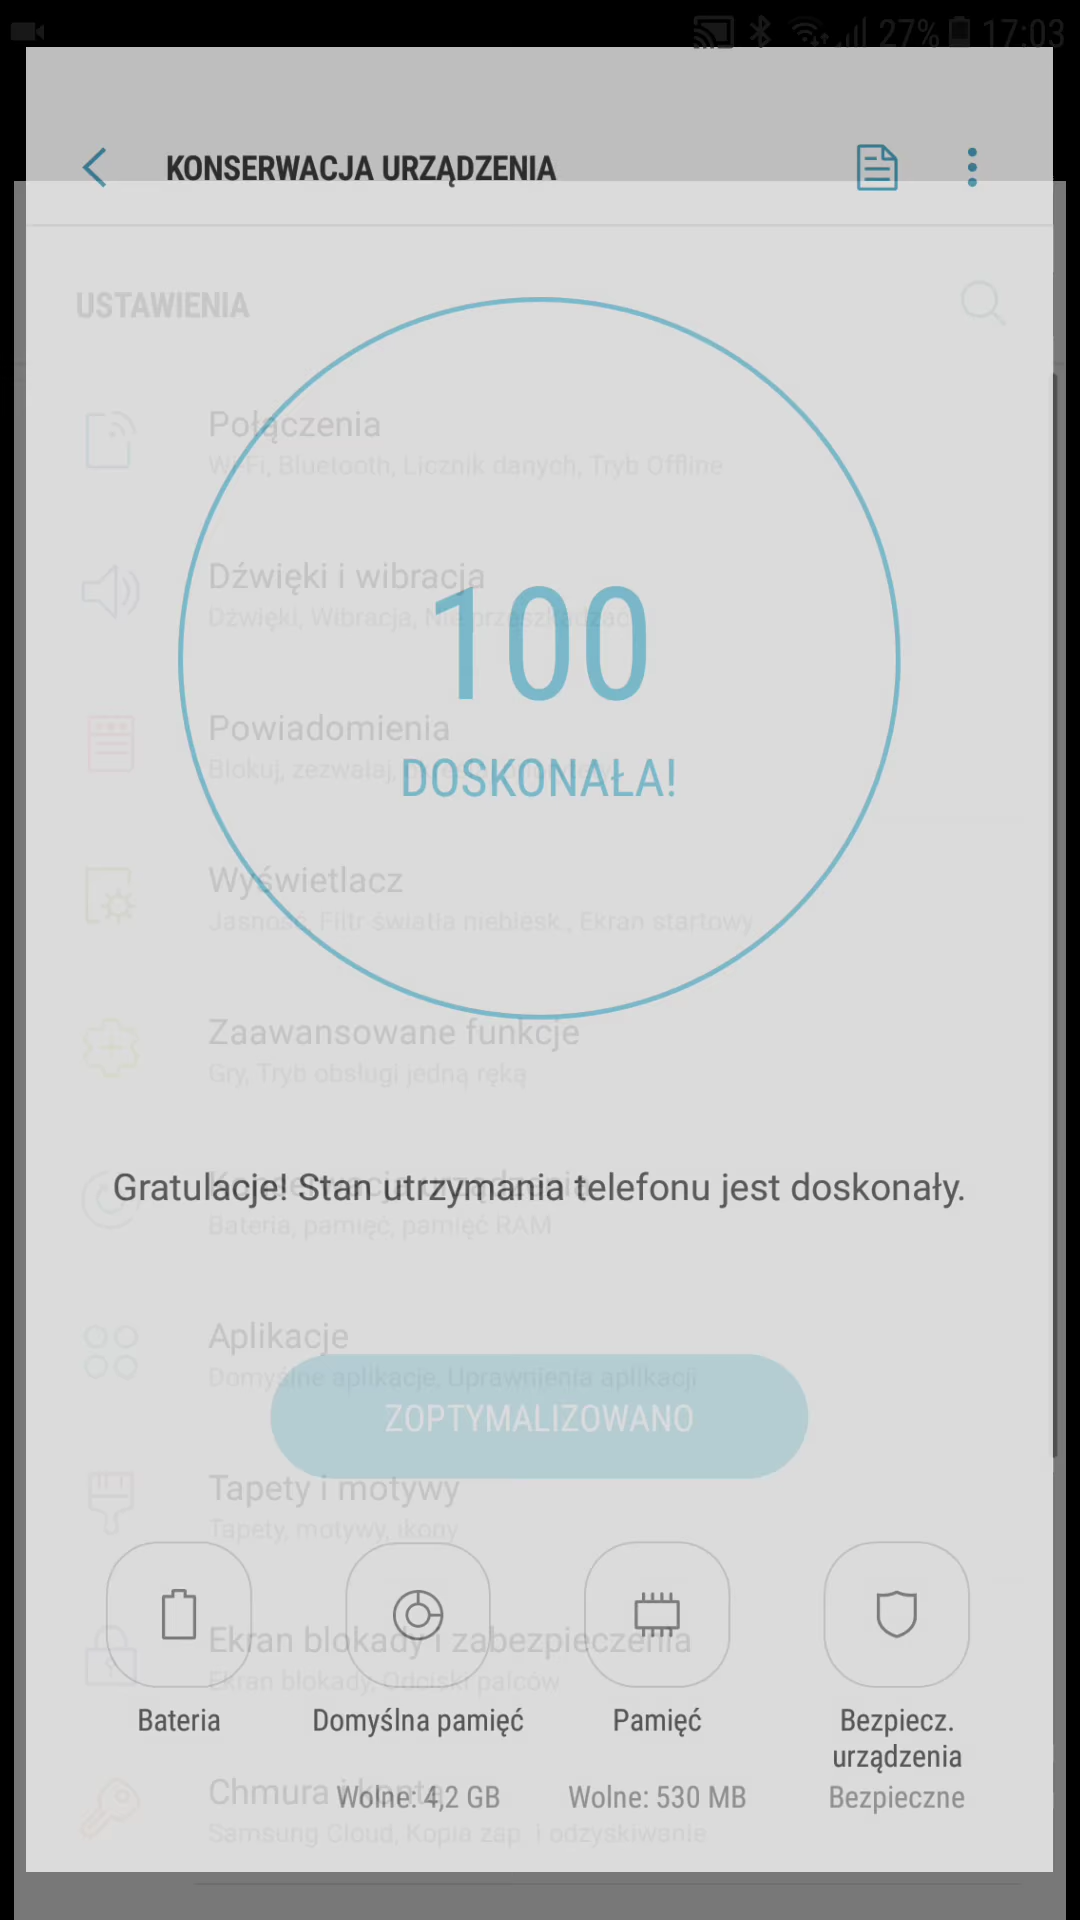 27% 17:03
KONSERWACJA URZĄDZENIA
USTAWIENIA
Połączenia
Wi-Fi, Bluetooth, Licznik danych, Tryb Offline
Dźwięki i wibracja
Dźwięki, Wibracja, Nie przeszkadzać
100
Powiadomienia
Blokuj, zezwalaj,
DOSKONAŁA!
Wyświetlacz
Jasność, Filtr światła niebiesk., Ekran startowy
Zaawansowane funkcje
Gry, Tryb obsługi jedną ręką
Konserwacja urządzenia
Gratulacje! Stan utrzymania telefonu jest doskonały.
Bateria, pamięć, pamięć RAM
Aplikacje
Domyślne aplikacje, Uprawnienia aplikacji
ZOPTYMALIZOWANO
Tapety i motywy
Tapety, motywy, ikony
Ekran blokady i zabezpieczenia
Ekran blokady, Odciski palców
Bateria
Domyślna pamięć
Pamięć
Bezpiecz.
urządzenia
Chmura i konta
Wolne: 4,2 GB
Wolne: 530 MB
Bezpieczne
Samsung Cloud, Kopia zap. i odzyskiwanie